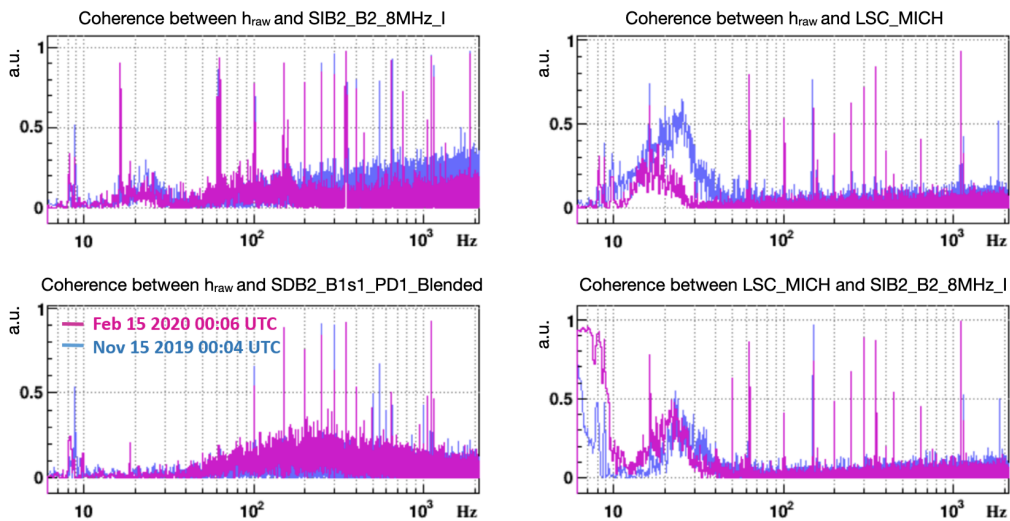 Coherence between hraw and SIB2_B2_8MHz_I
a.u.
1
0.5
0
10
10²
10³
Hz
Coherence between hraw and LSC_MICH
a.u.
1
0.5
0
10
10²
10³
Hz
Coherence between hraw and SDB2_B1s1_PD1_Blended
a.u.
1
Feb 15 2020 00:06 UTC
Nov 15 2019 00:04 UTC
0.5
0
10
10²
10³
Hz
Coherence between LSC_MICH and SIB2_B2_8MHz_I
a.u.
1
0.5
0
10
10²
10³
Hz